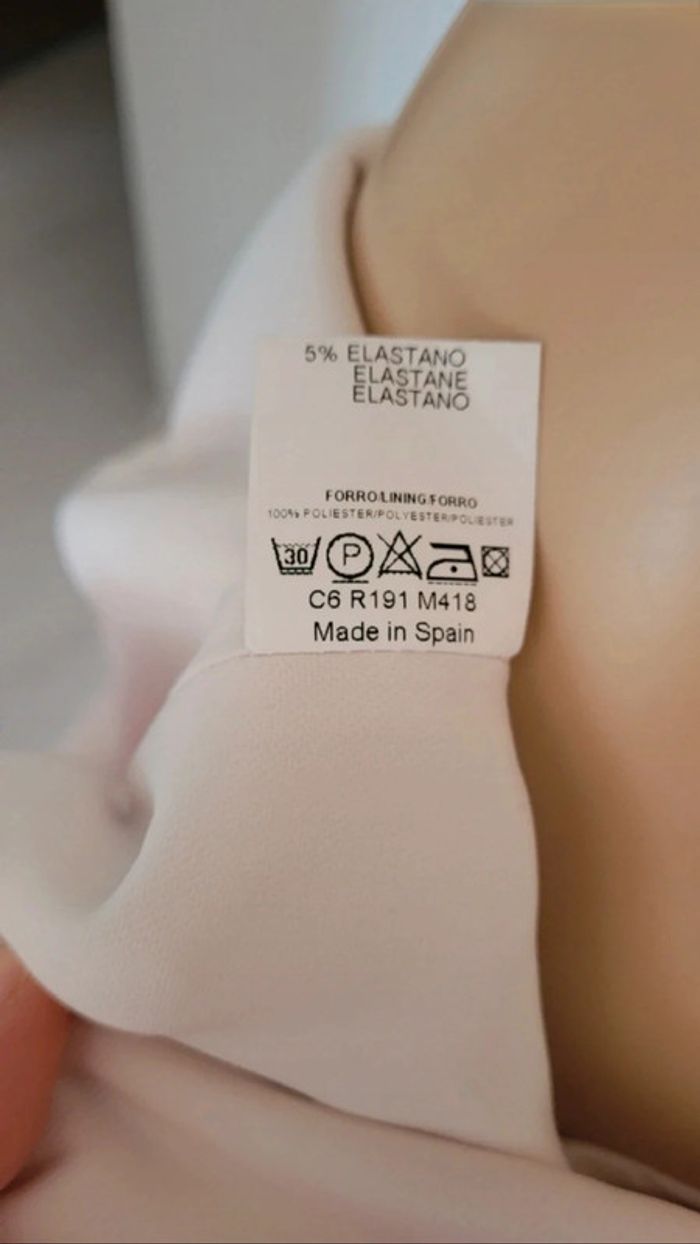 5% ELASTANO
ELASTANE
ELASTANO
FORRO/LINING/FORRO
100% POLIESTER/POLYESTER/POLIESTER
30 P
C6 R191 M418
Made in Spain